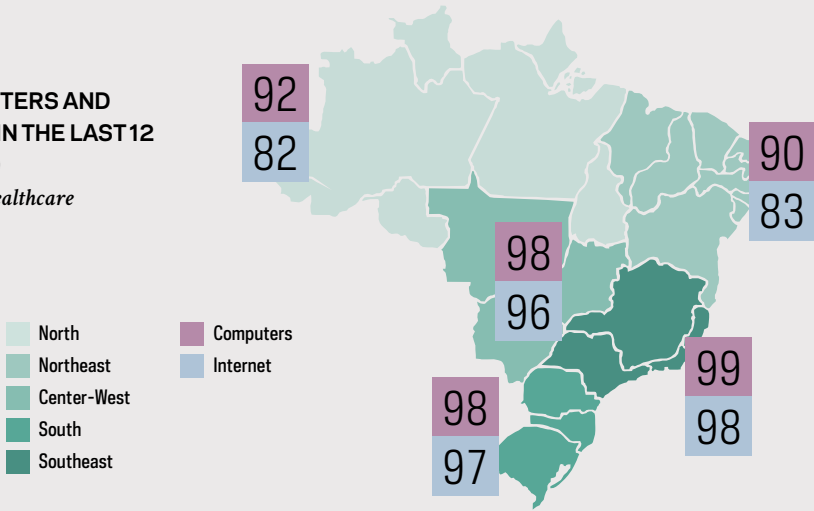 TERS AND
IN THE LAST 12
ealthcare
92
82
90
83
98
96
99
98
98
97
North
Northeast
Center-West
South
Southeast
Computers
Internet